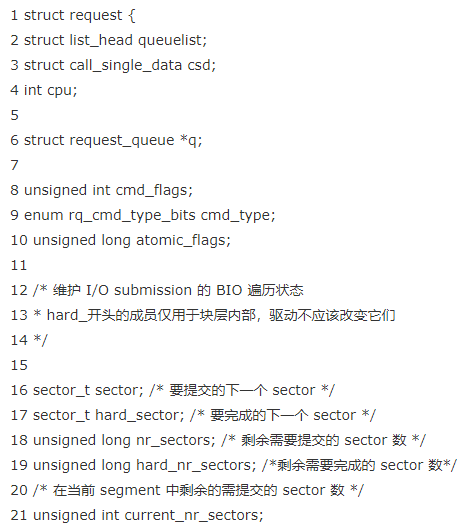 1 struct request {
2 struct list_head queuelist;
3 struct call_single_data csd;
4 int cpu;
5
6 struct request_queue *q;
7
8 unsigned int cmd_flags;
9 enum rq_cmd_type_bits cmd_type;
10 unsigned long atomic_flags;
11
12 /* 维护 I/O submission 的 BIO 遍历状态
13 * hard_开头的成员仅用于块层内部，驱动不应该改变它们
14 */
15
16 sector_t sector; /* 要提交的下一个 sector */
17 sector_t hard_sector; /* 要完成的下一个 sector */
18 unsigned long nr_sectors; /* 剩余需要提交的 sector 数 */
19 unsigned long hard_nr_sectors; /*剩余需要完成的 sector 数*/
20 /* 在当前 segment 中剩余的需提交的 sector 数 */
21 unsigned int current_nr_sectors;